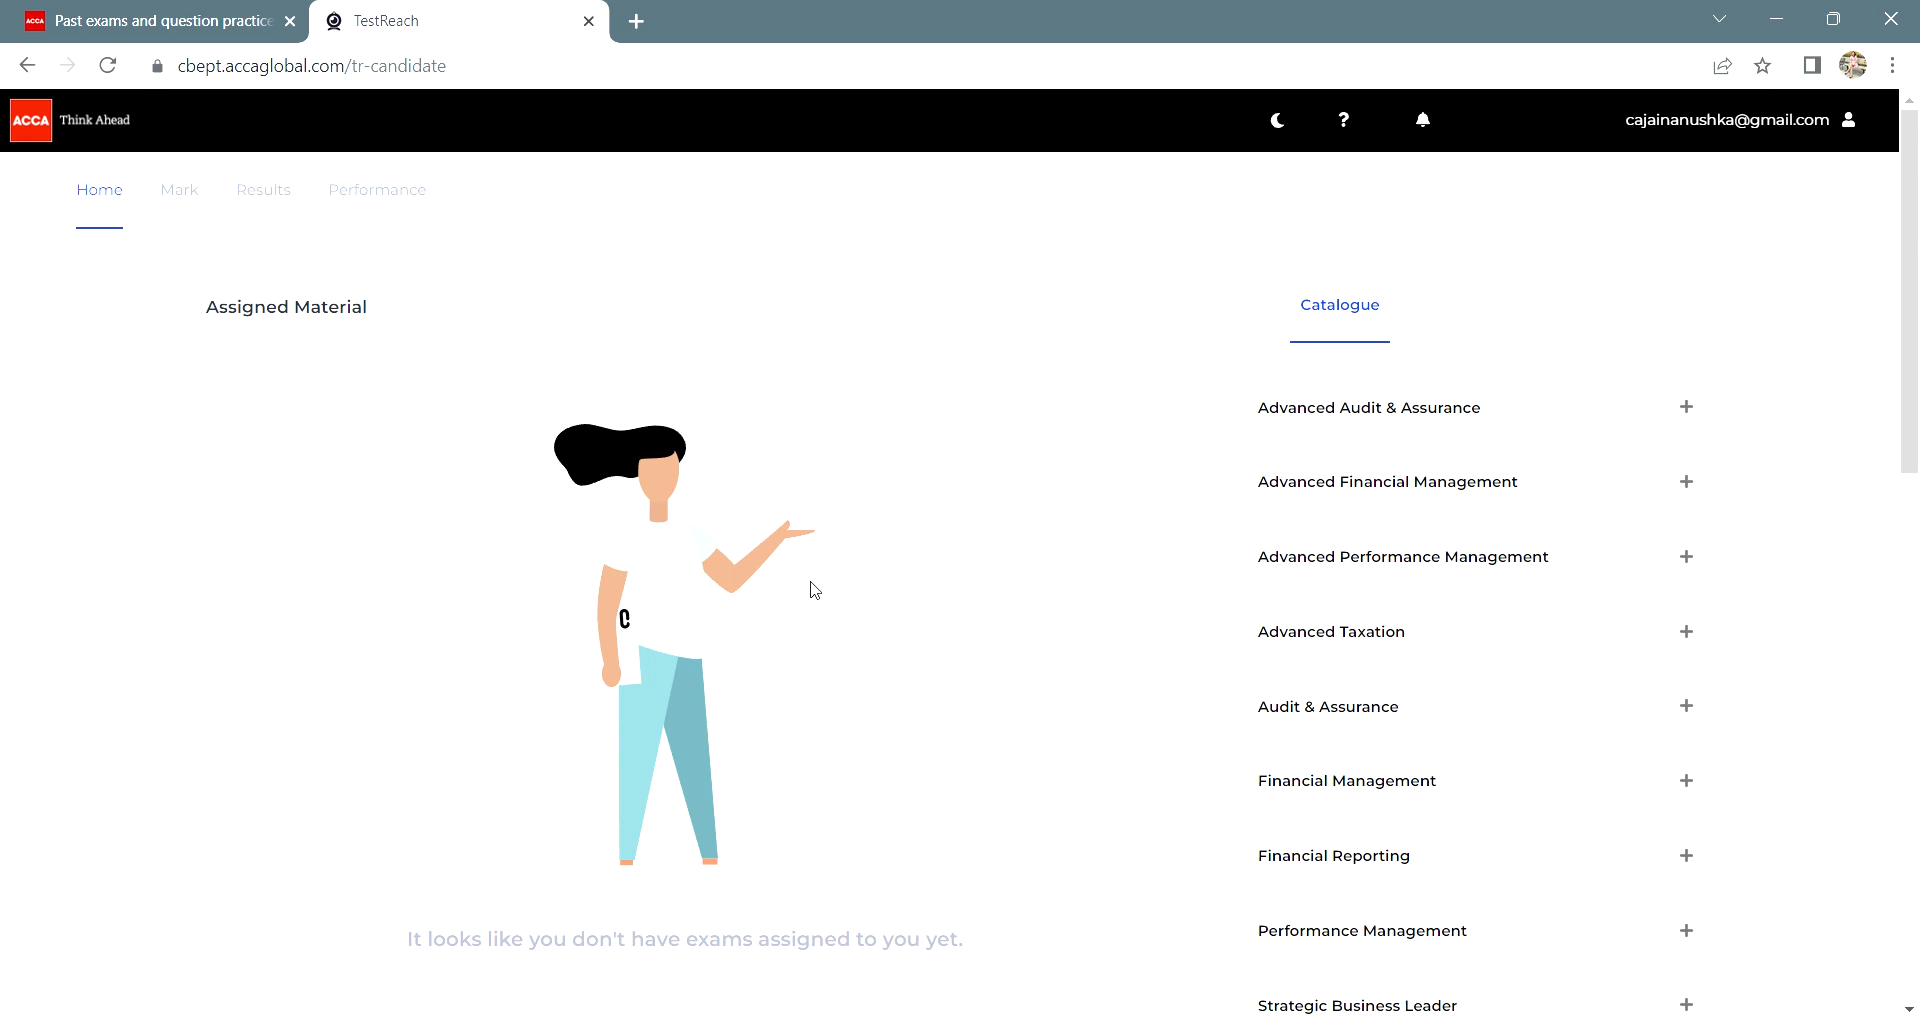 ACCA Past exams and question practice
TestReach
cbept.accaglobal.com/tr-candidate
ACCA Think Ahead
? cajainanushka@gmail.com
Home Mark Results Performance
Assigned Material
Catalogue
Advanced Audit & Assurance +
Advanced Financial Management +
Advanced Performance Management +
Advanced Taxation +
Audit & Assurance +
Financial Management +
Financial Reporting +
Performance Management +
Strategic Business Leader +
It looks like you don't have exams assigned to you yet.